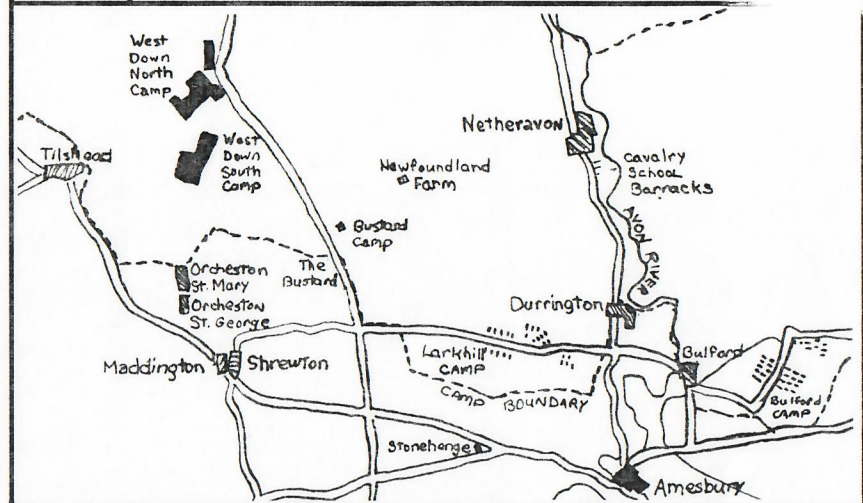 West
Down
North
Camp
Netheravon
Tilshead
West
Down
South
Camp
Newfoundland
Farm
Cavalry
School
Barracks
AVON RIVER
Bustard
Camp
The
Bustard
Orcheston
St. Mary
Orcheston
St. George
Durrington
Maddington
Shrewton
Larkhill
CAMP
CAMP BOUNDARY
Bulford
Bulford
CAMP
Stonehenge
Amesbury